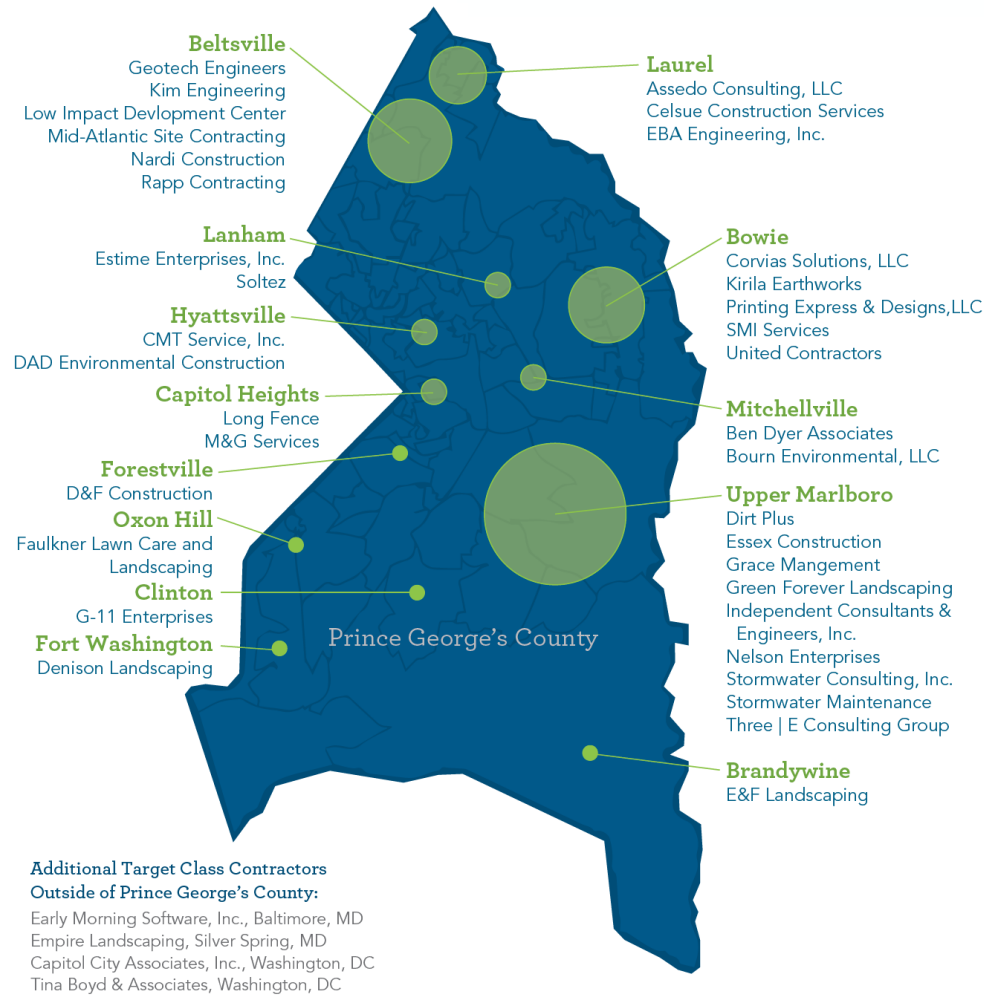 Beltsville
Geotech Engineers
Kim Engineering
Low Impact Devlopment Center
Mid-Atlantic Site Contracting
Nardi Construction
Rapp Contracting
Laurel
Assedo Consulting, LLC
Celsue Construction Services
EBA Engineering, Inc.
Lanham
Estime Enterprises, Inc.
Soltez
Hyattsville
CMT Service, Inc.
DAD Environmental Construction
Capitol Heights
Long Fence
M&G Services
Forestville
D&F Construction
Oxon Hill
Faulkner Lawn Care and
Landscaping
Clinton
G-11 Enterprises
Fort Washington
Denison Landscaping
Bowie
Corvias Solutions, LLC
Kirila Earthworks
Printing Express & Designs,LLC
SMI Services
United Contractors
Mitchellville
Ben Dyer Associates
Bourn Environmental, LLC
Upper Marlboro
Dirt Plus
Essex Construction
Grace Mangement
Green Forever Landscaping
Independent Consultants &
Engineers, Inc.
Nelson Enterprises
Stormwater Consulting, Inc.
Stormwater Maintenance
Three | E Consulting Group
Brandywine
E&F Landscaping
Prince George's County
Additional Target Class Contractors
Outside of Prince George's County:
Early Morning Software, Inc., Baltimore, MD
Empire Landscaping, Silver Spring, MD
Capitol City Associates, Inc., Washington, DC
Tina Boyd & Associates, Washington, DC